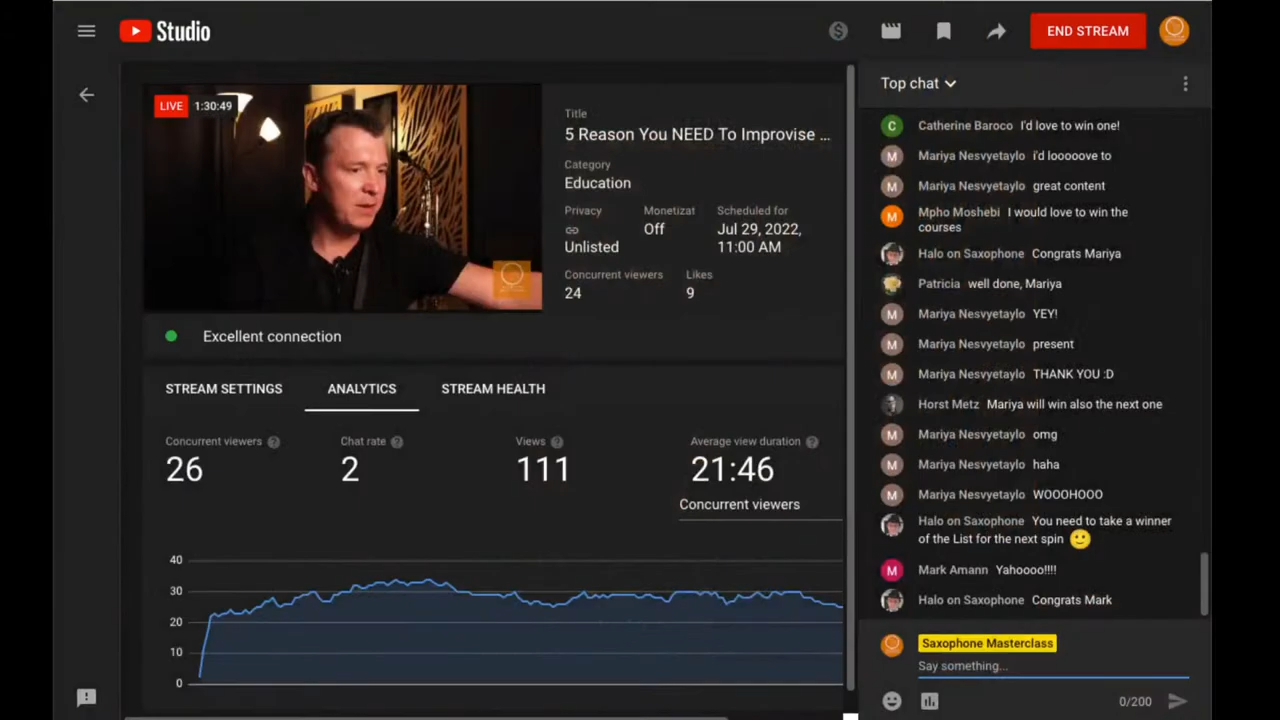 Studio
END STREAM
LIVE 1:30:49
Title
5 Reason You NEED To Improvise ...
Category
Education
Privacy
Unlisted
Monetizat
Off
Scheduled for
Jul 29, 2022,
11:00 AM
Concurrent viewers
24
Likes
9
Excellent connection
STREAM SETTINGS
ANALYTICS
STREAM HEALTH
Concurrent viewers
26
Chat rate
2
Views
111
Average view duration
21:46
Concurrent viewers
40
30
20
10
0
Top chat
C Catherine Baroco I'd love to win one!
M Mariya Nesvyetaylo i'd looooove to
M Mariya Nesvyetaylo great content
M Mpho Moshebi I would love to win the
courses
Halo on Saxophone Congrats Mariya
Patricia well done, Mariya
M Mariya Nesvyetaylo YEY!
M Mariya Nesvyetaylo present
M Mariya Nesvyetaylo THANK YOU :D
Horst Metz Mariya will win also the next one
M Mariya Nesvyetaylo omg
M Mariya Nesvyetaylo haha
M Mariya Nesvyetaylo WOOOHOOO
Halo on Saxophone You need to take a winner
of the List for the next spin 🙂
M Mark Amann Yahoooo!!!!
Halo on Saxophone Congrats Mark
Saxophone Masterclass
Say something...
0/200